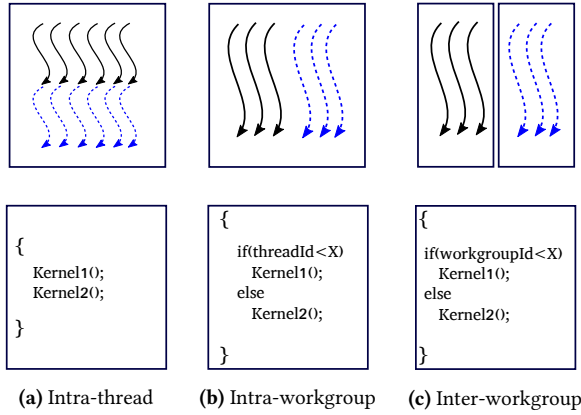 {
Kernel1();
Kernel2();
}
{
if(threadId<X)
Kernel1();
else
Kernel2();
}
{
if(workgroupId<X)
Kernel1();
else
Kernel2();
}
(a) Intra-thread
(b) Intra-workgroup
(c) Inter-workgroup